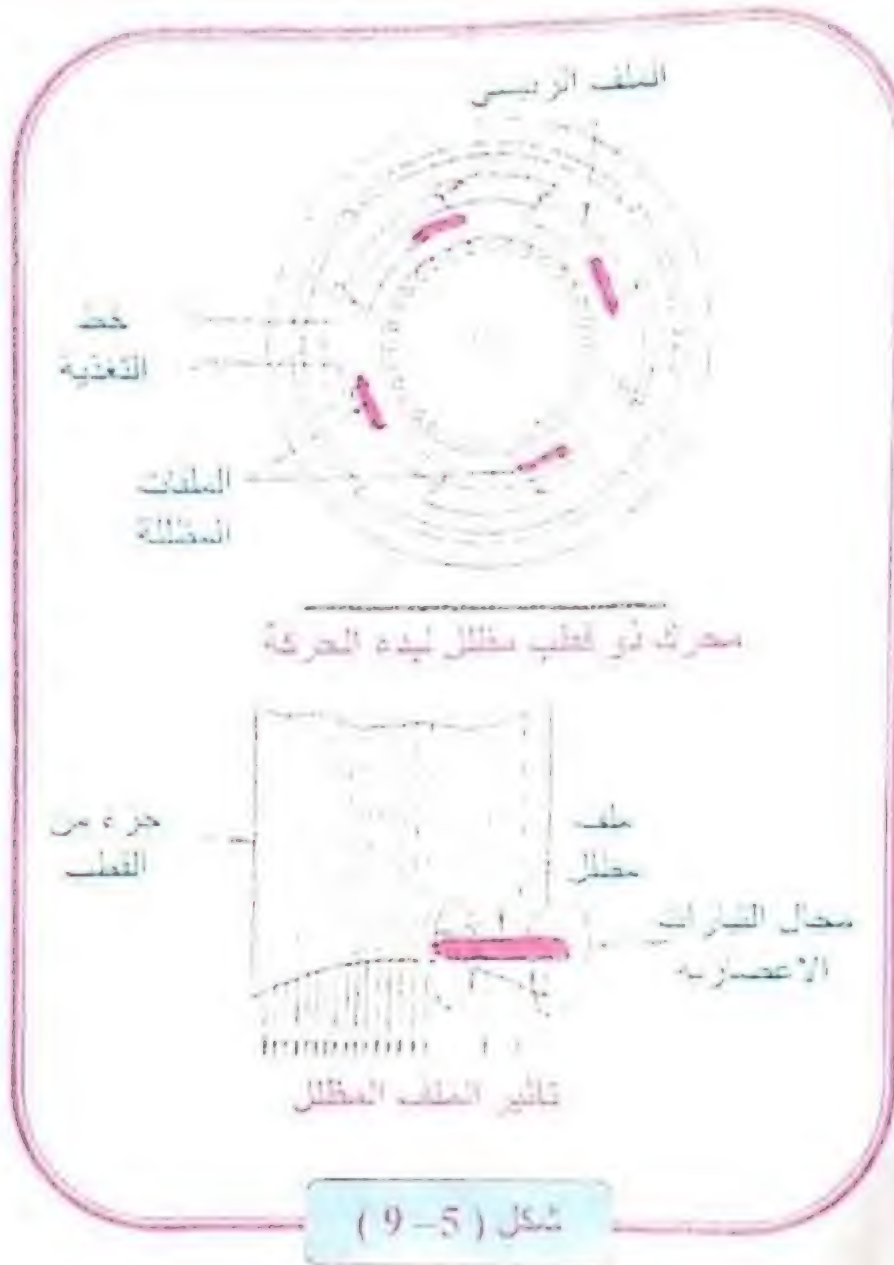 الملف الرئيسي
خط
التغذية
الملفات
المظللة
محرك ذو قطب مظلل لبدء الحركة
جزء من
القطب
ملف
مظلل
مجال التيارات
الاعصارية
تأثير الملف المظلل
شكل ( 5 – 9 )